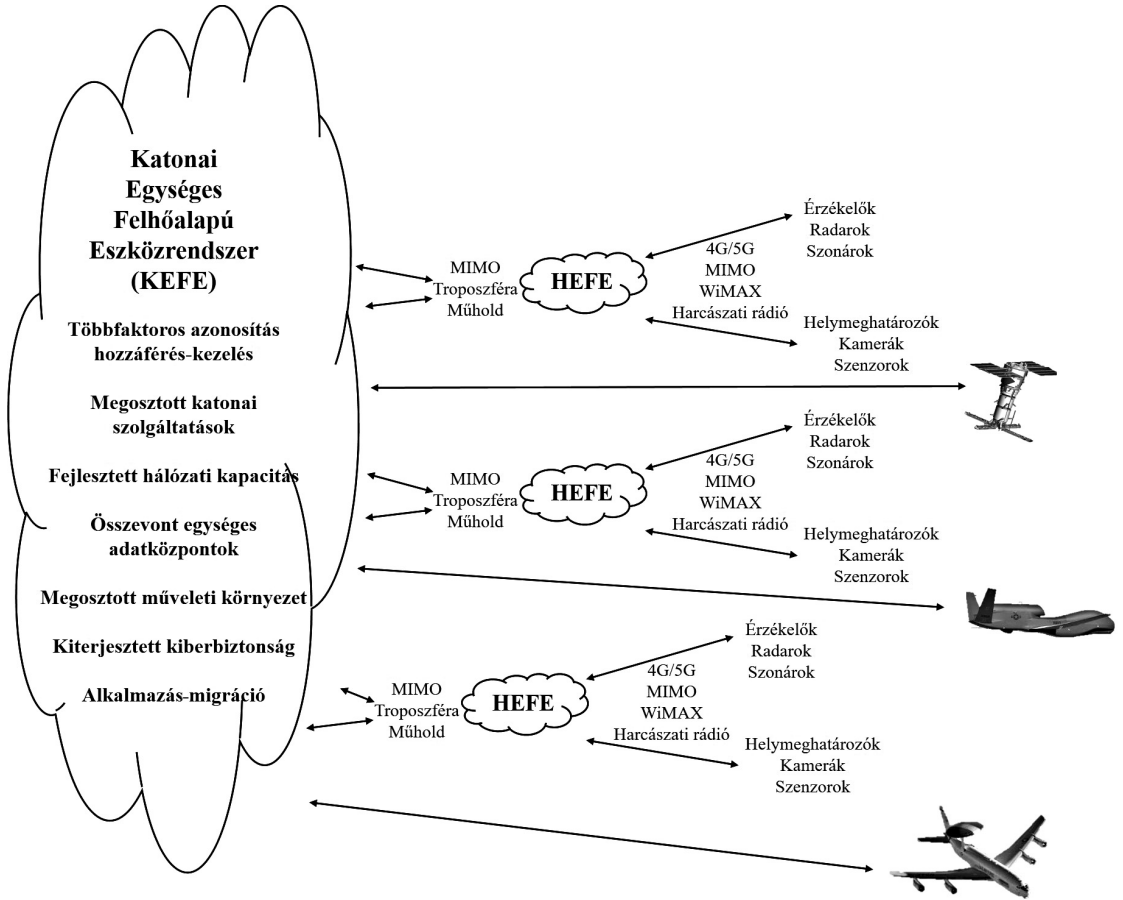 Katonai
Egységes
Felhőalapú
Eszközrendszer
(KEFE)
Többfaktoros azonosítás
hozzáférés-kezelés
Megosztott katonai
szolgáltatások
Fejlesztett hálózati kapacitás
Összevont egységes
adatközpontok
Megosztott műveleti környezet
Kiterjesztett kiberbiztonság
Alkalmazás-migráció
MIMO
Troposzféra
Műhold
HEFE
4G/5G
MIMO
WiMAX
Harcászati rádió
Érzékelők
Radarok
Szonárok
Helymeghatározók
Kamerák
Szenzorok
MIMO
Troposzféra
Műhold
HEFE
4G/5G
MIMO
WiMAX
Harcászati rádió
Érzékelők
Radarok
Szonárok
Helymeghatározók
Kamerák
Szenzorok
MIMO
Troposzféra
Műhold
HEFE
4G/5G
MIMO
WiMAX
Harcászati rádió
Érzékelők
Radarok
Szonárok
Helymeghatározók
Kamerák
Szenzorok